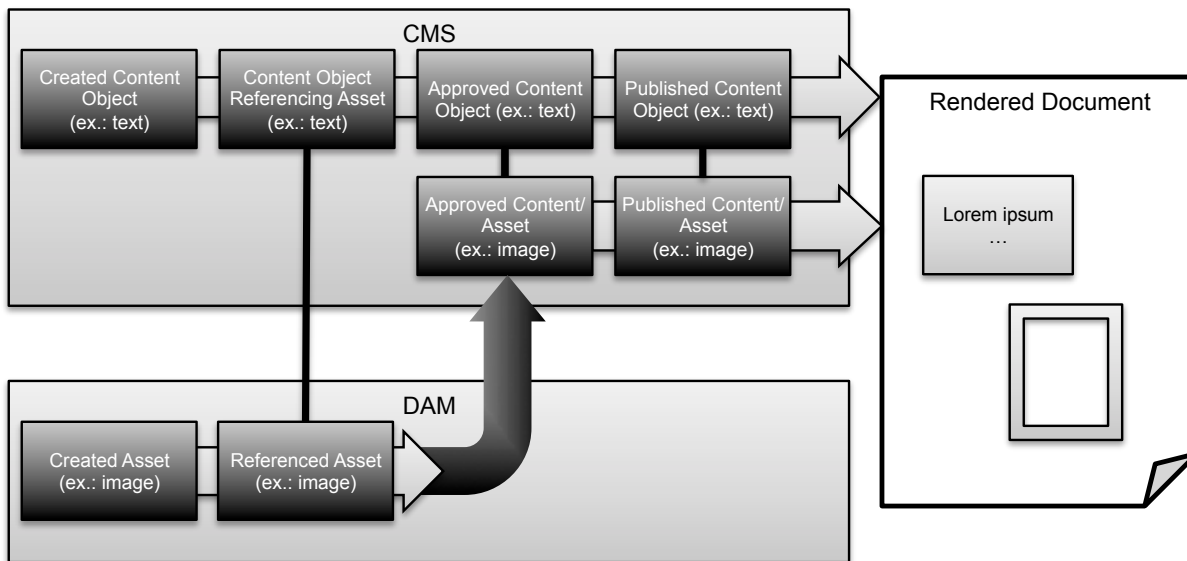 CMS
Created Content
Object
(ex.: text)
Content Object
Referencing Asset
(ex.: text)
Approved Content
Object (ex.: text)
Published Content
Object (ex.: text)
Approved Content/
Asset
(ex.: image)
Published Content/
Asset
(ex.: image)
Rendered Document
Lorem ipsum
…
DAM
Created Asset
(ex.: image)
Referenced Asset
(ex.: image)